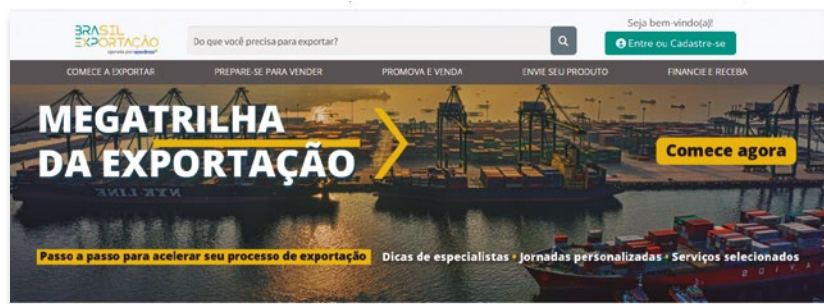 BRASIL
EXPORTAÇÃO
Do que você precisa para exportar?
Seja bem-vindo(a)!
Entre ou Cadastre-se
COMECE A EXPORTAR PREPARE-SE PARA VENDER PROMOVA E VENDA ENVIE SEU PRODUTO FINANCIE E RECEBA
MEGATRILHA
DA EXPORTAÇÃO
Comece agora
NYK LINE
Passo a passo para acelerar seu processo de exportação Dicas de especialistas • Jornadas personalizadas • Serviços selecionados